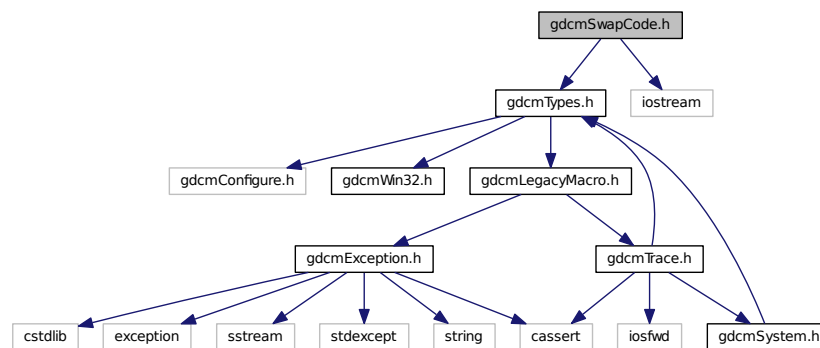 gdcmSwapCode.h
gdcmTypes.h
iostream
gdcmConfigure.h
gdcmWin32.h
gdcmLegacyMacro.h
gdcmException.h
gdcmTrace.h
cstdlib
exception
sstream
stdexcept
string
cassert
iosfwd
gdcmSystem.h